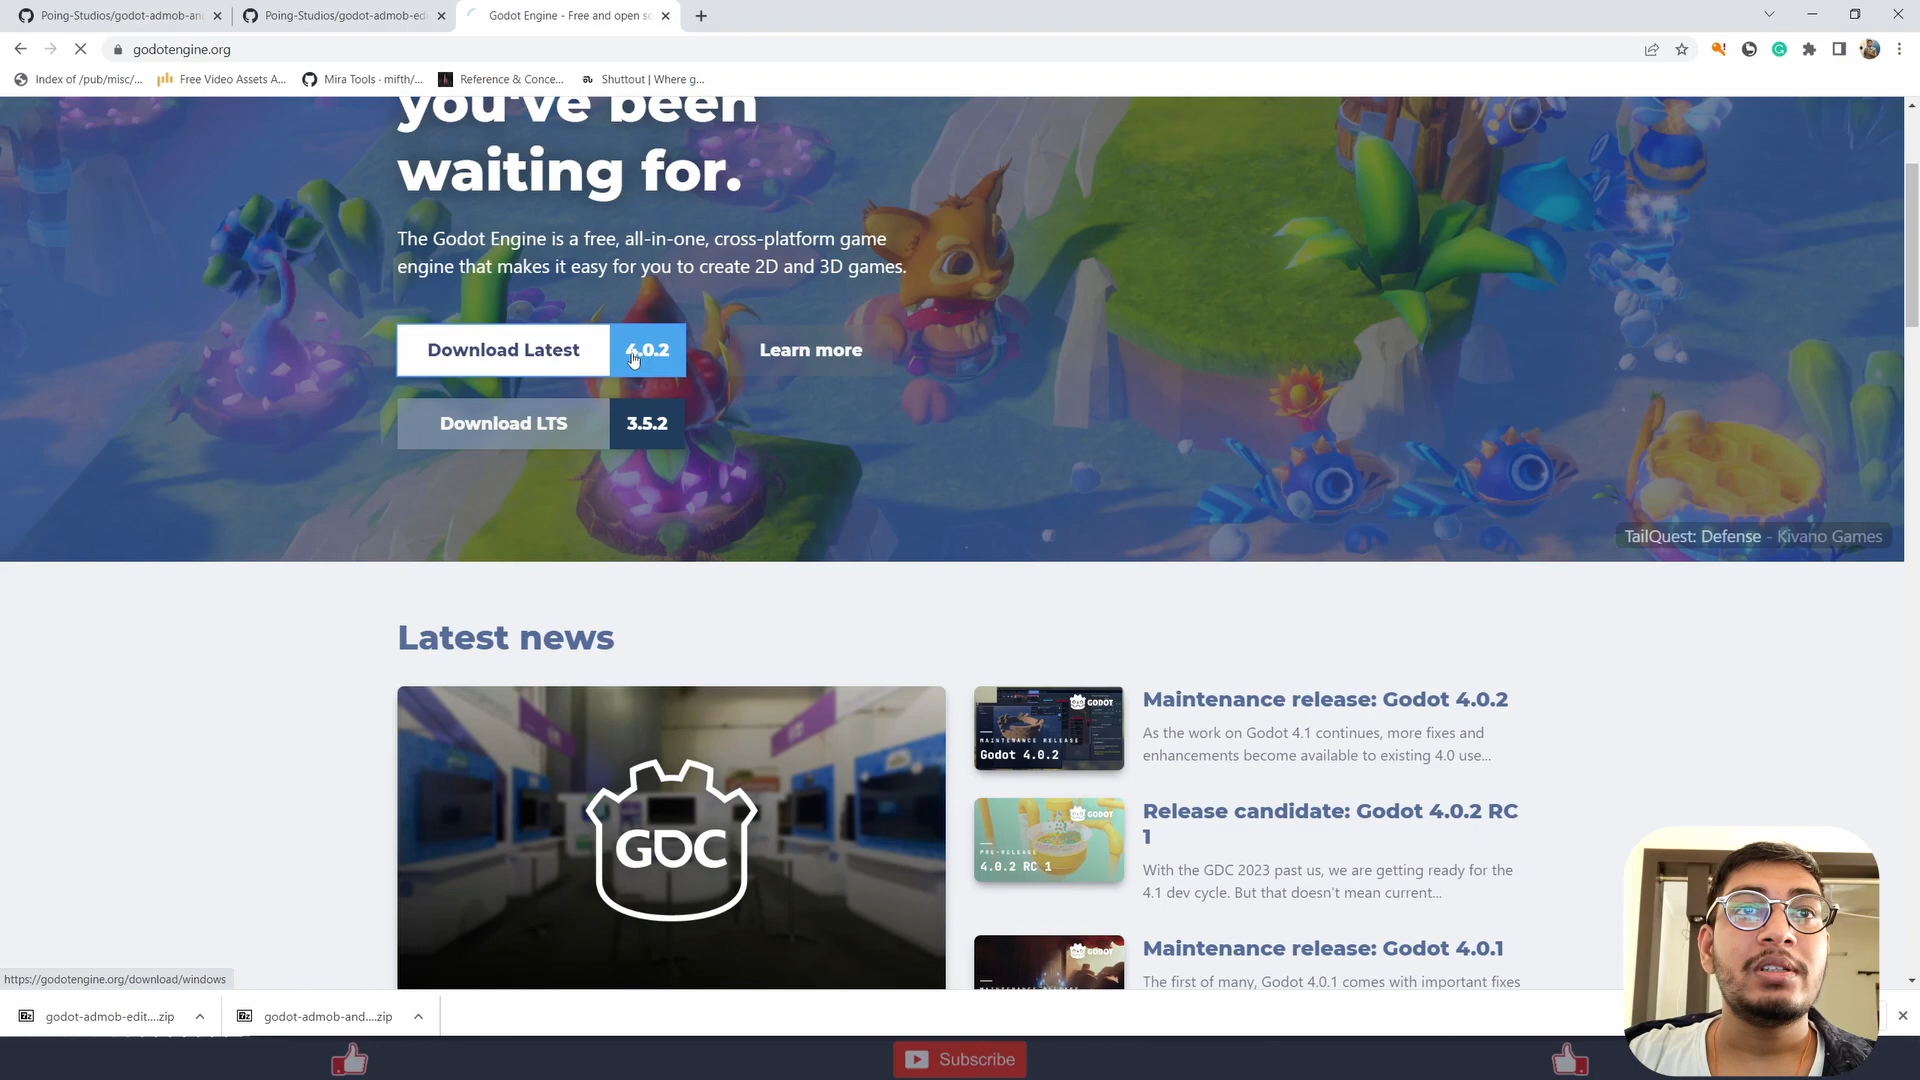 Poing-Studios/godot-admob-and
Poing-Studios/godot-admob-edi
Godot Engine - Free and open so
godotengine.org
Index of /pub/misc/...
Free Video Assets A...
Mira Tools · mifth/...
Reference & Conce...
Shuttout | Where g...
you've been
waiting for.
The Godot Engine is a free, all-in-one, cross-platform game
engine that makes it easy for you to create 2D and 3D games.
Download Latest 4.0.2
Learn more
Download LTS 3.5.2
TailQuest: Defense - Kivano Games
Latest news
GDC
GODOT
MAINTENANCE RELEASE
Godot 4.0.2
Maintenance release: Godot 4.0.2
As the work on Godot 4.1 continues, more fixes and
enhancements become available to existing 4.0 use...
GODOT
PRE-RELEASE
4.0.2 RC 1
Release candidate: Godot 4.0.2 RC
1
With the GDC 2023 past us, we are getting ready for the
4.1 dev cycle. But that doesn't mean current...
GODOT
Maintenance release: Godot 4.0.1
The first of many, Godot 4.0.1 comes with important fixes
https://godotengine.org/download/windows
godot-admob-edit....zip
godot-admob-and....zip
Subscribe